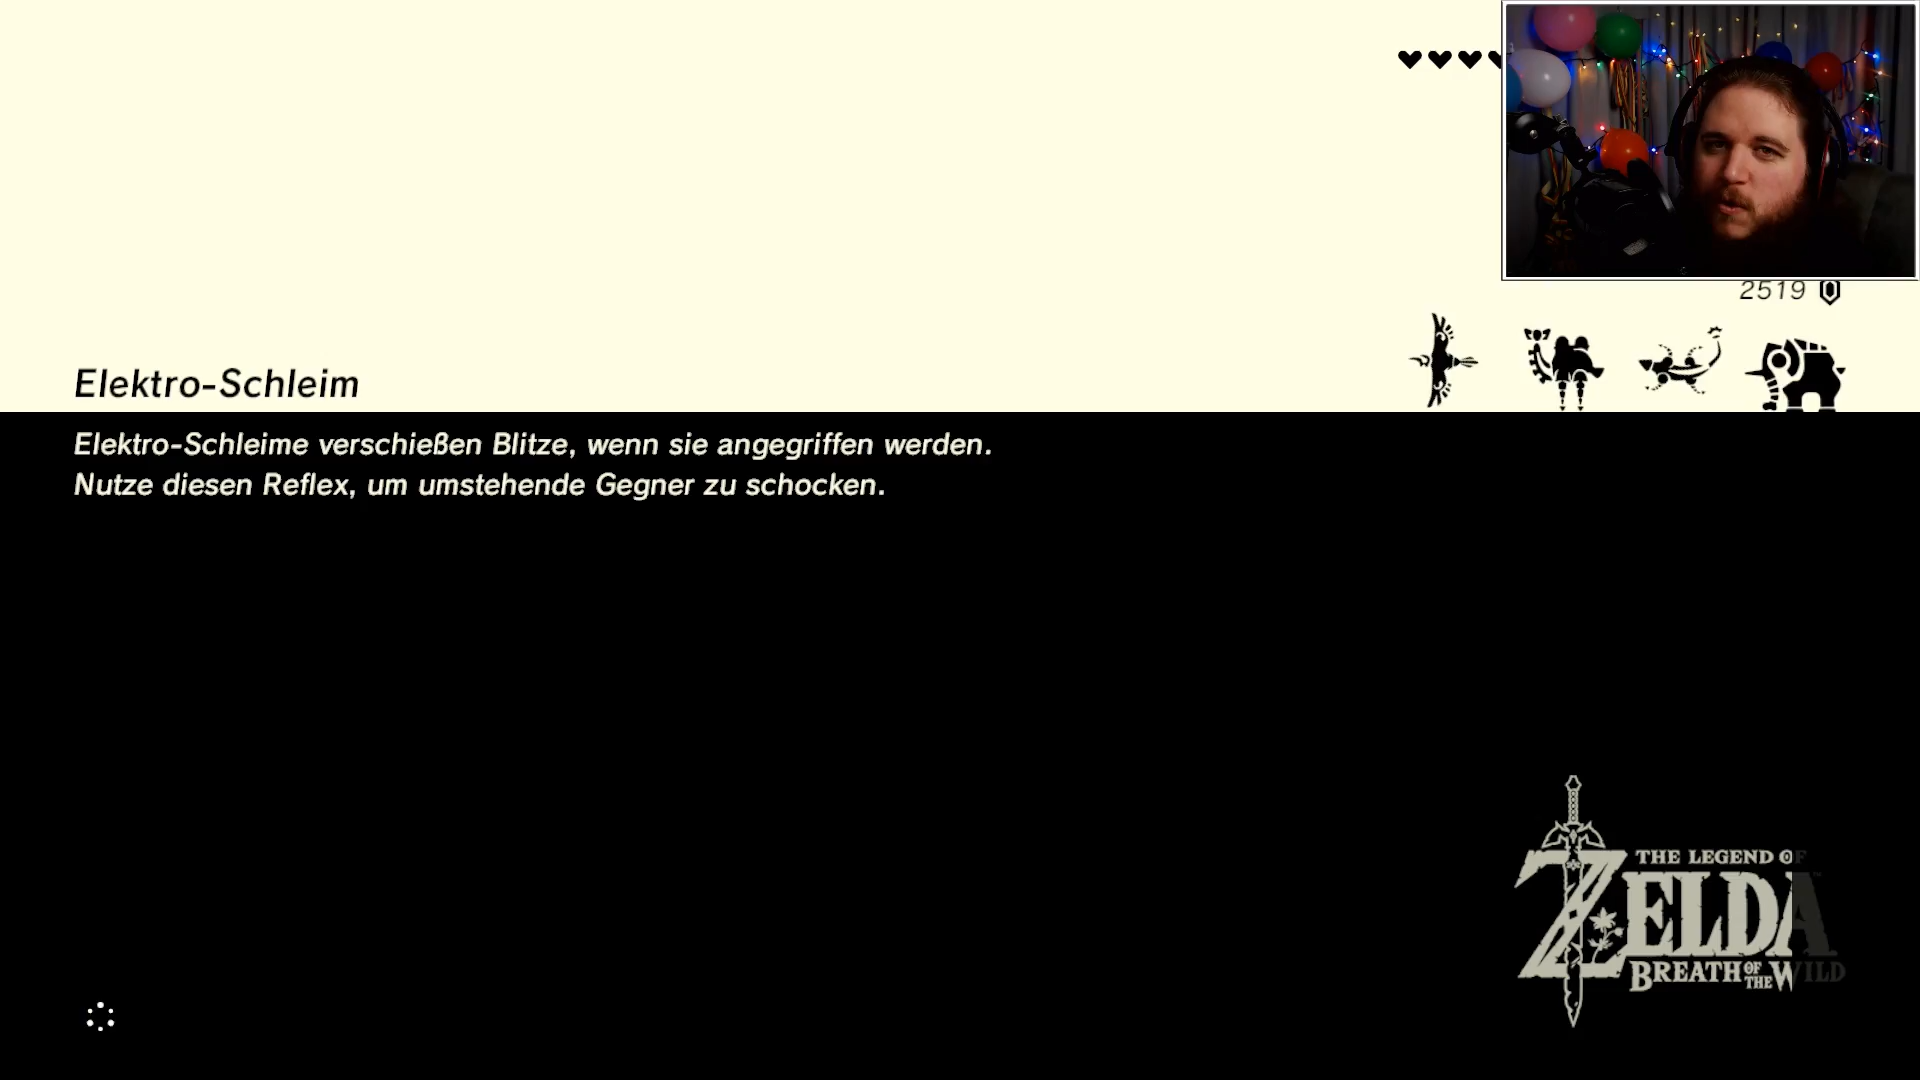 2519
Elektro-Schleim
Elektro-Schleime verschießen Blitze, wenn sie angegriffen werden.
Nutze diesen Reflex, um umstehende Gegner zu schocken.
THE LEGEND OF
ZELDA
BREATH OF THE WILD